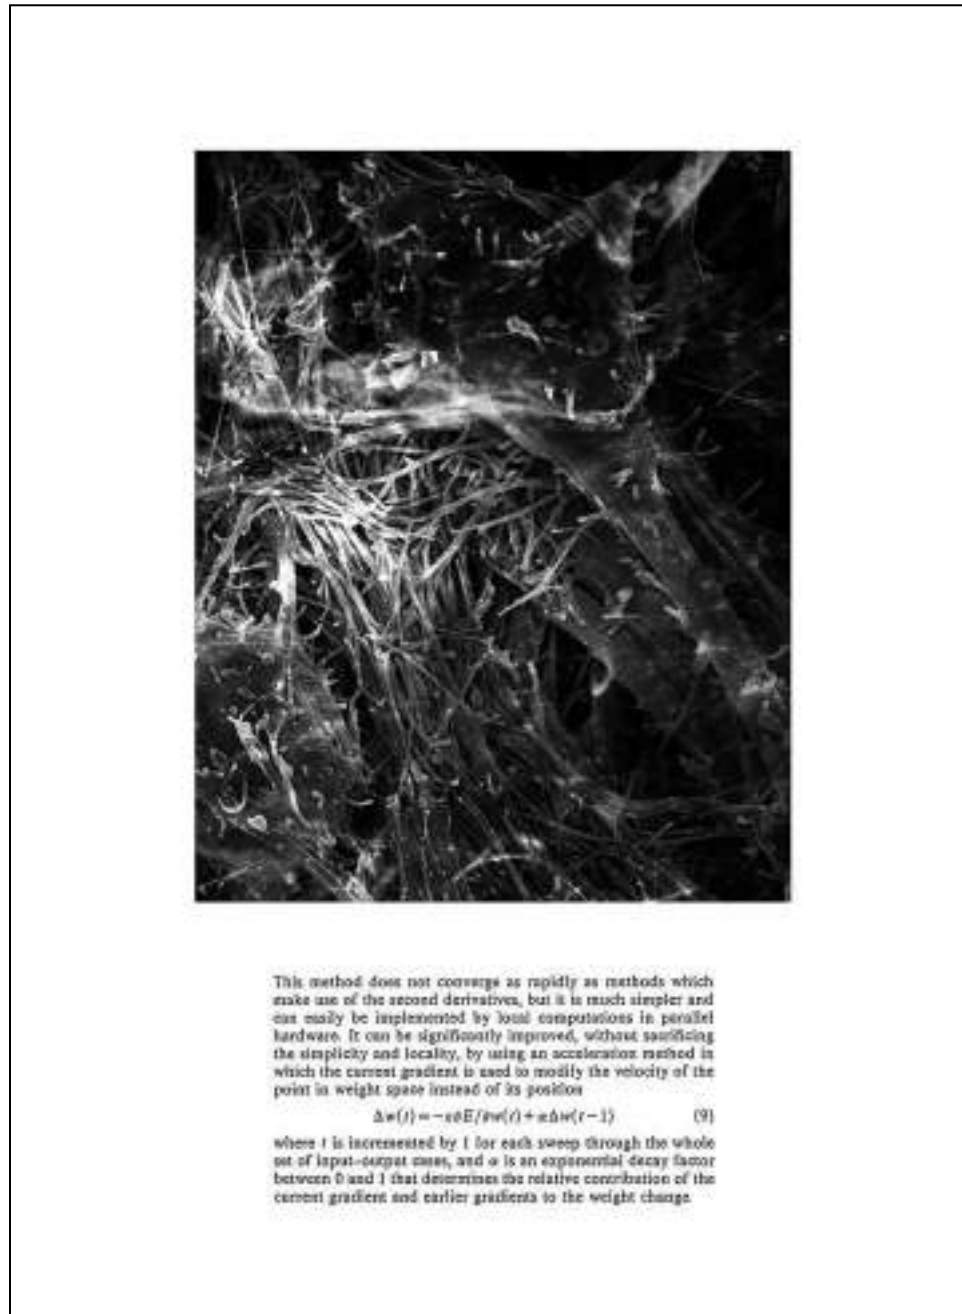 This method does not converge as rapidly as methods which
make use of the second derivatives, but it is much simpler and
can easily be implemented by local computations in parallel
hardware. It can be significantly improved, without sacrificing
the simplicity and locality, by using an acceleration method in
which the current gradient is used to modify the velocity of the
point in weight space instead of its position
Δw(t) = −ε∂E/∂w(t) + αΔw(t−1) (9)
where t is incremented by 1 for each sweep through the whole
set of input–output cases, and α is an exponential decay factor
between 0 and 1 that determines the relative contribution of the
current gradient and earlier gradients to the weight change.